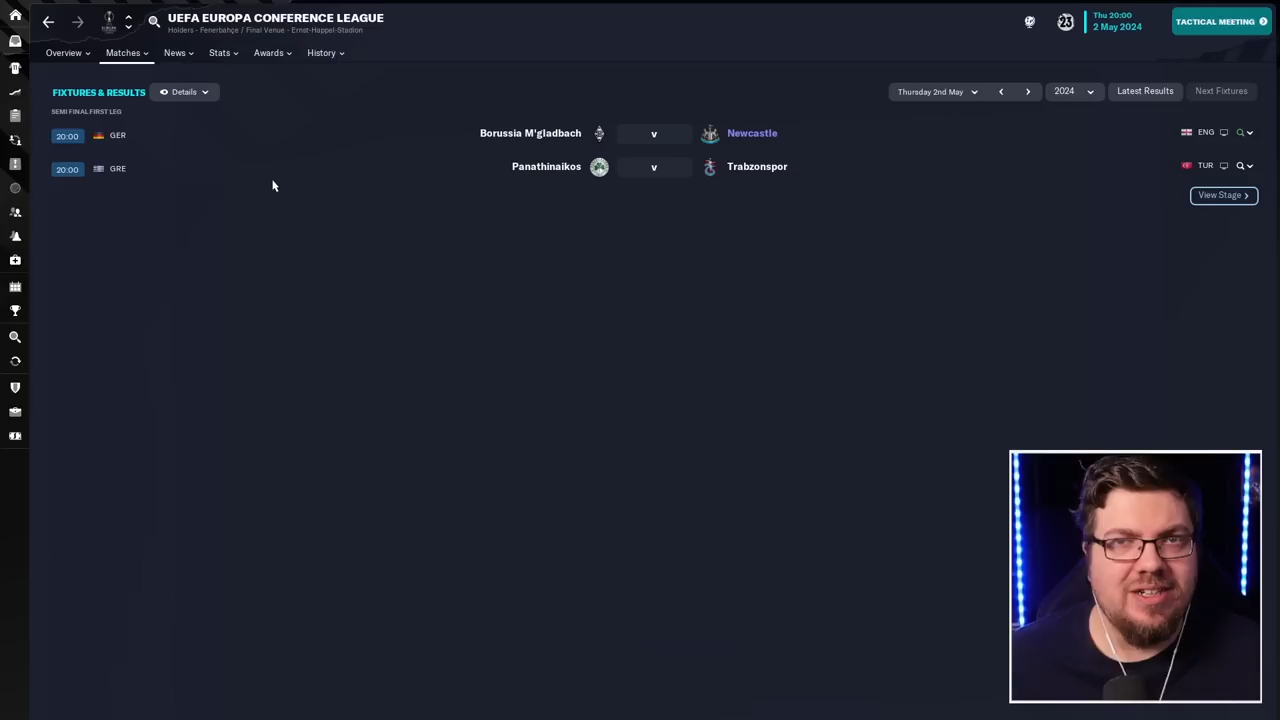 UEFA EUROPA CONFERENCE LEAGUE
Holders - Fenerbahçe / Final Venue - Ernst-Happel-Stadion
23
Thu 20:00
2 May 2024
TACTICAL MEETING
Overview
Matches
News
Stats
Awards
History
FIXTURES & RESULTS
Details
Thursday 2nd May
2024
Latest Results
Next Fixtures
SEMI FINAL FIRST LEG
20:00 GER Borussia M'gladbach v Newcastle ENG
20:00 GRE Panathinaikos v Trabzonspor TUR
View Stage